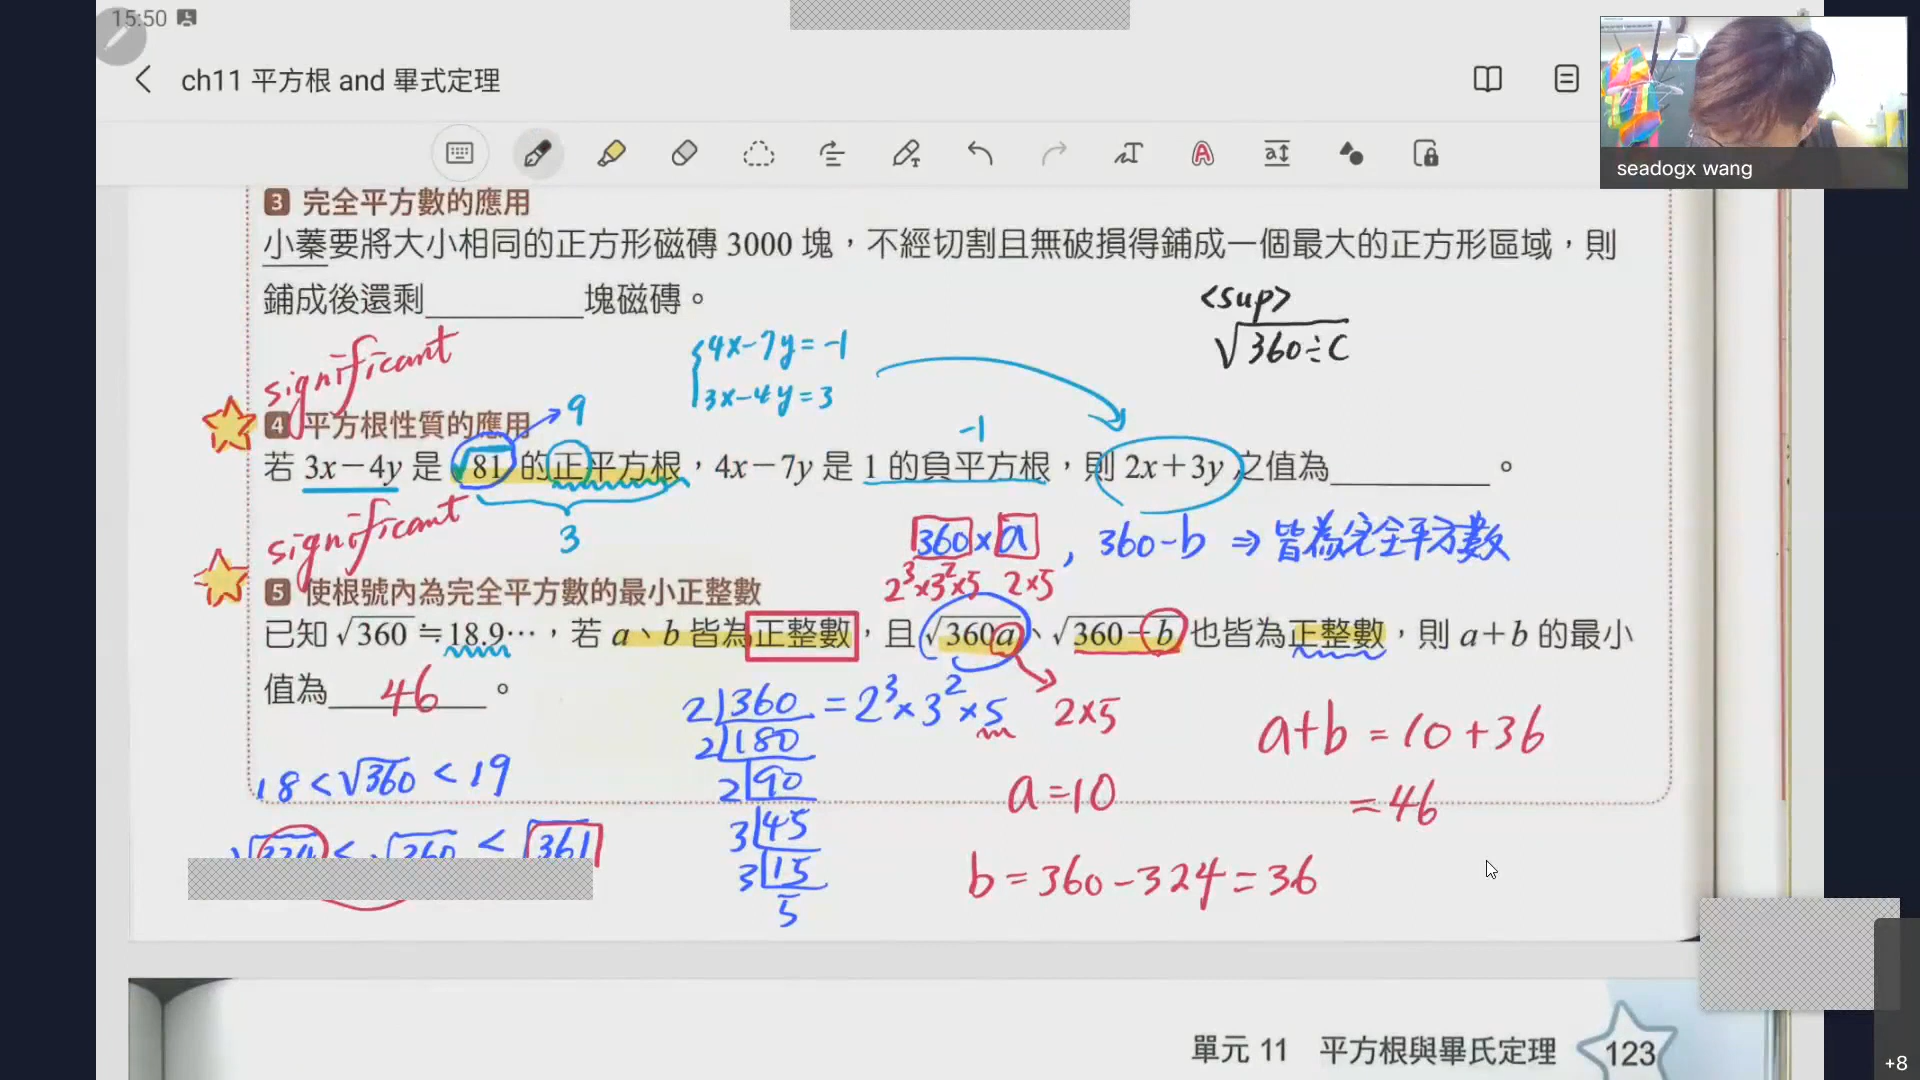 15:50
ch11 平方根 and 畢式定理
seadogx wang
3 完全平方數的應用
小蓁要將大小相同的正方形磁磚 3000 塊，不經切割且無破損得鋪成一個最大的正方形區域，則
鋪成後還剩__________塊磁磚。
<sup>
√360÷C
significant
4x-7y=-1
3x-4y=3
4 平方根性質的應用
9
-1
若 3x－4y 是 √81 的正平方根，4x－7y 是 1 的負平方根，則 2x＋3y 之值為__________。
3
significant
360×a , 360-b ⇒ 皆為完全平方數
2³×3²×5 2×5
5 使根號內為完全平方數的最小正整數
已知 √360 ≒18.9…，若 a、b 皆為正整數，且 √360a、√360－b 也皆為正整數，則 a＋b 的最小
值為 46 。
2 360 = 2³×3²×5 2×5
2 180
2 90
3 45
3 15
5
18<√360<19
√324 < √360 < √361
a=10
b=360-324=36
a+b=10+36
=46
單元 11 平方根與畢氏定理 123
+8